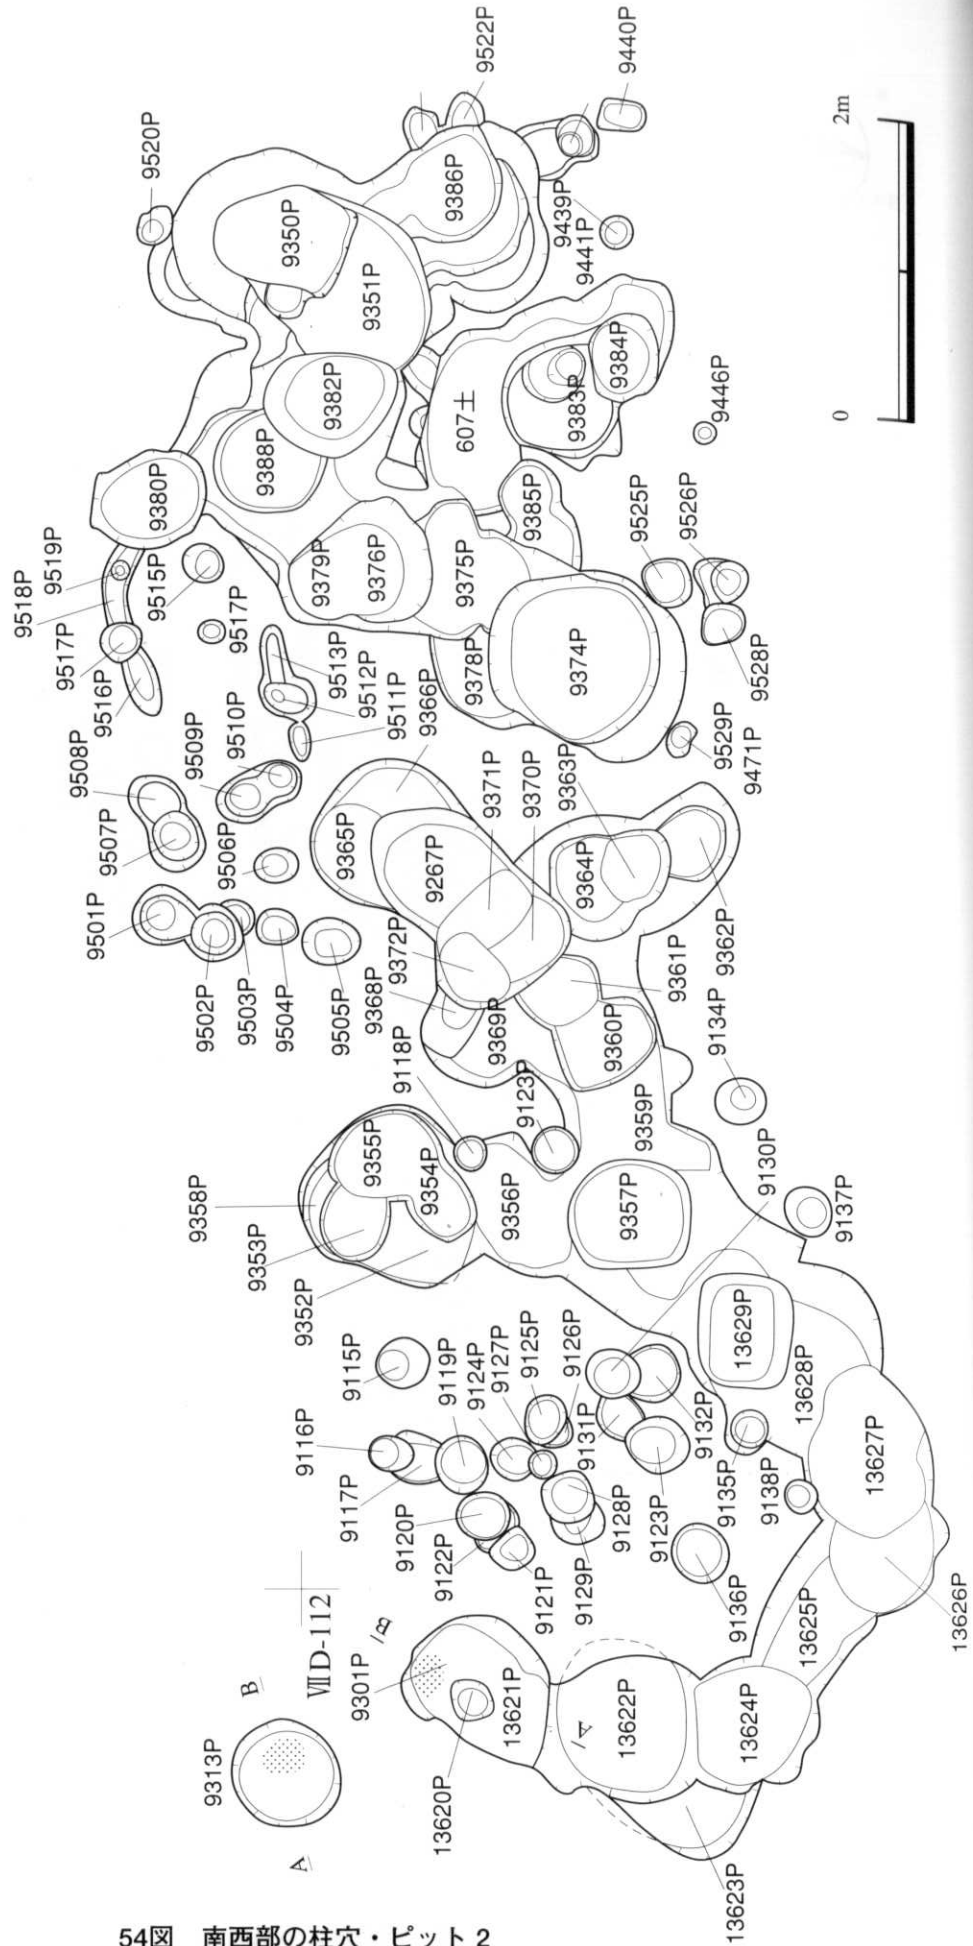 9522P
9440P
9520P
9386P
9350P
9439P
9441P
9351P
2m
9384P
9382P
607土
9383P
9446P
0
9388P
9380P
9385P
9525P
9526P
9519P
9518P
9515P
9379P
9376P
9375P
9517P
9517P
9516P
9513P
9512P
9511P
9366P
9378P
9374P
9528P
9529P
9471P
9508P
9509P
9510P
9507P
9506P
9371P
9370P
9363P
9365P
9267P
9364P
9501P
9502P
9503P
9504P
9505P
9368P
9372P
9369P
9361P
9362P
9360P
9118P
9123P
9134P
9359P
9130P
9355P
9354P
9358P
9353P
9356P
9357P
9137P
9352P
9115P
9119P
9124P
9127P
9125P
9126P
13629P
9116P
9131P
9132P
13628P
9117P
9135P
9138P
13627P
9120P
9122P
9121P
9129P
9128P
9123P
9136P
13626P
13625P
ⅦD-112
B
B
9301P
9313P
13621P
A
13622P
13624P
13620P
A
13623P
54図 南西部の柱穴・ピット 2